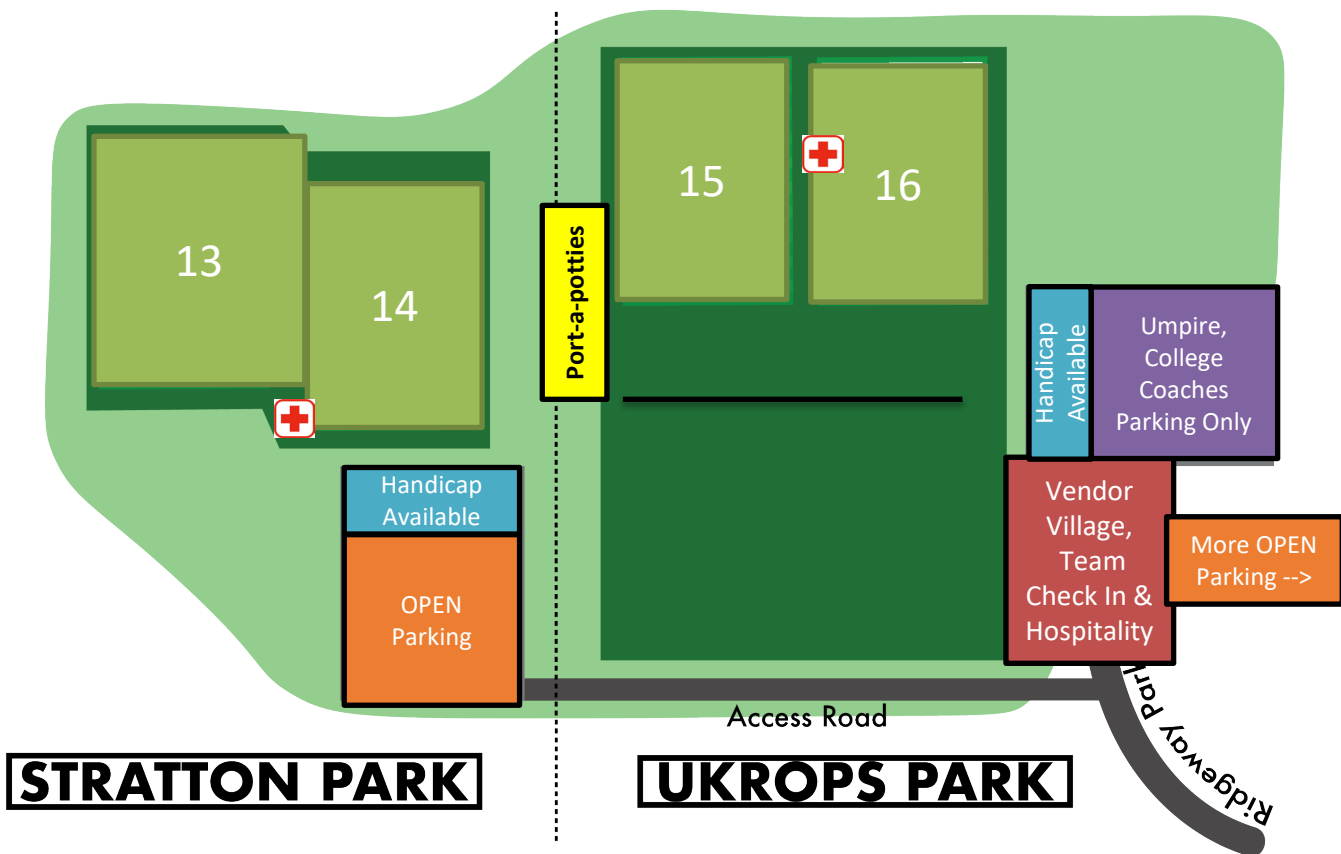 13
14
15
16
Port-a-potties
Handicap
Available
Umpire,
College
Coaches
Parking Only
Handicap
Available
OPEN
Parking
Vendor
Village,
Team
Check In &
Hospitality
More OPEN
Parking -->
Access Road
Ridgeway
STRATTON PARK
UKROPS PARK